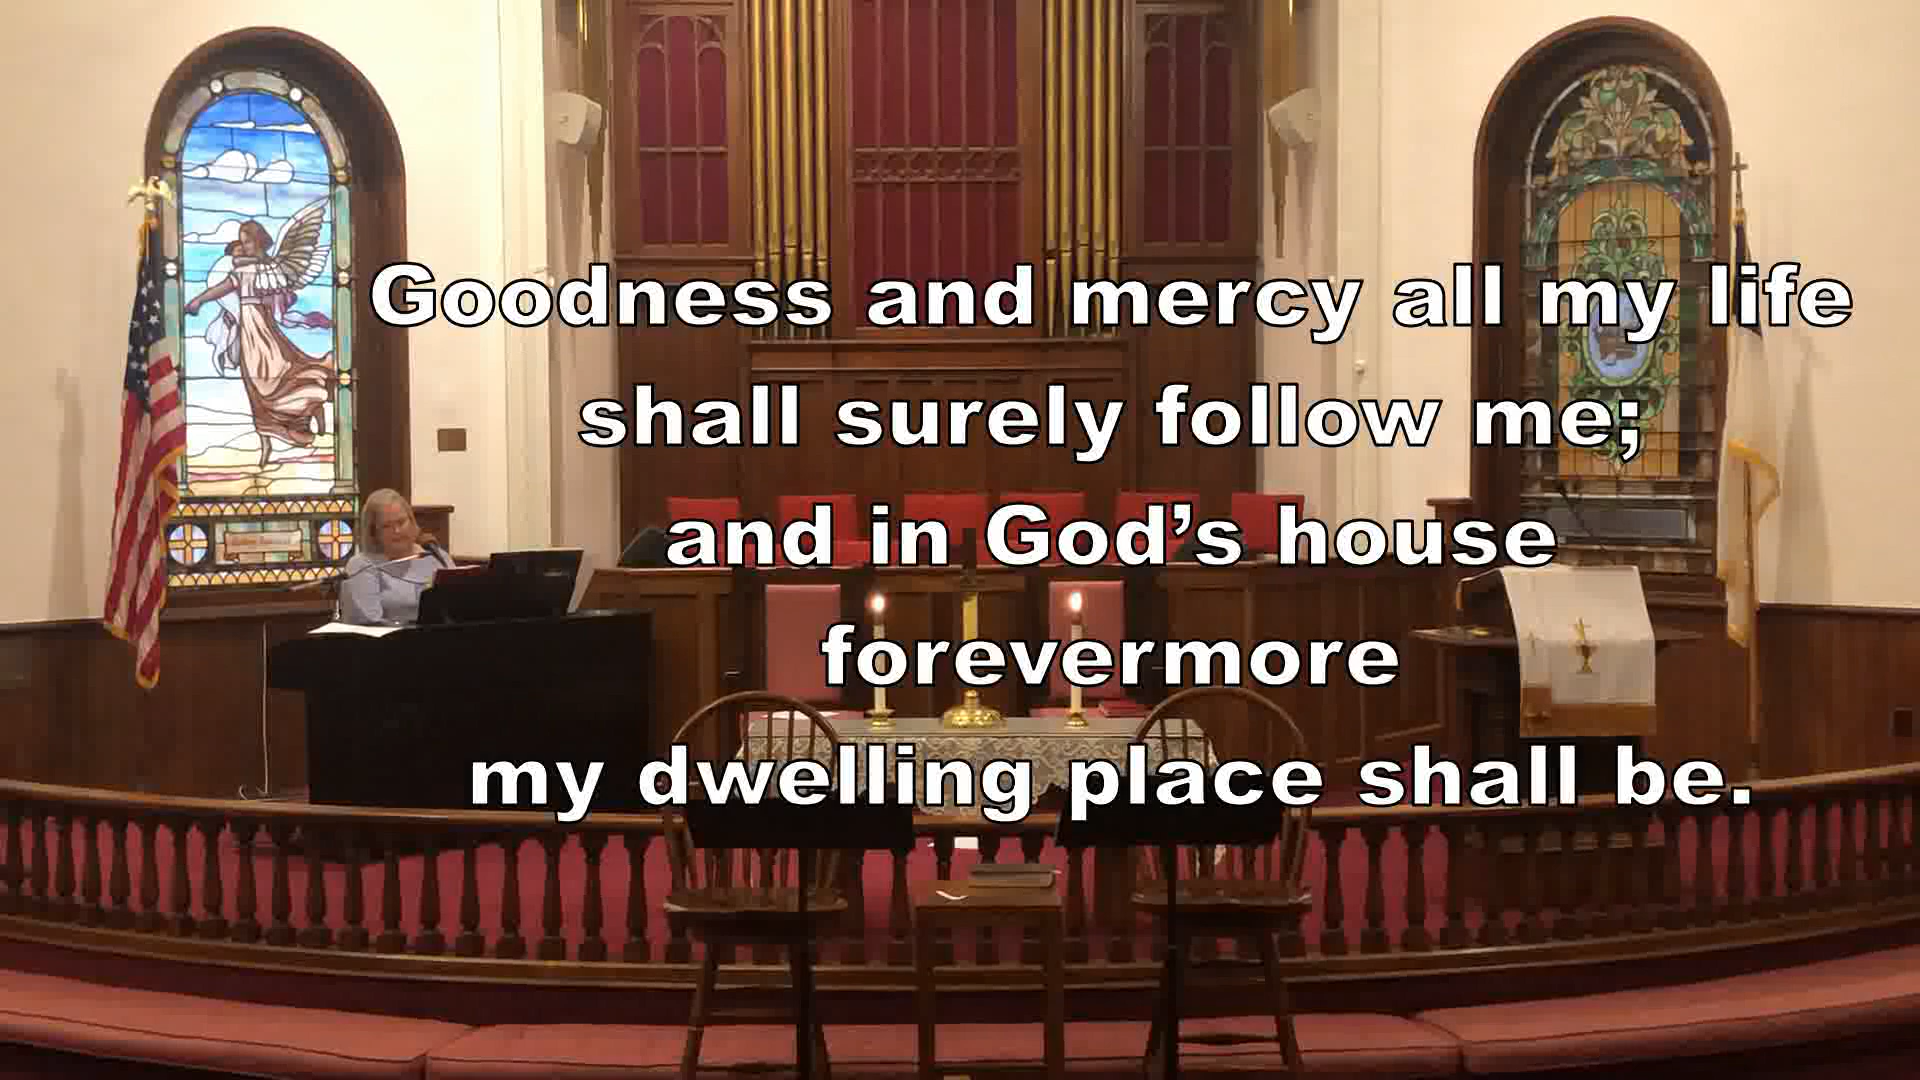 Goodness and mercy all my life
shall surely follow me;
and in God’s house
forevermore
my dwelling place shall be.